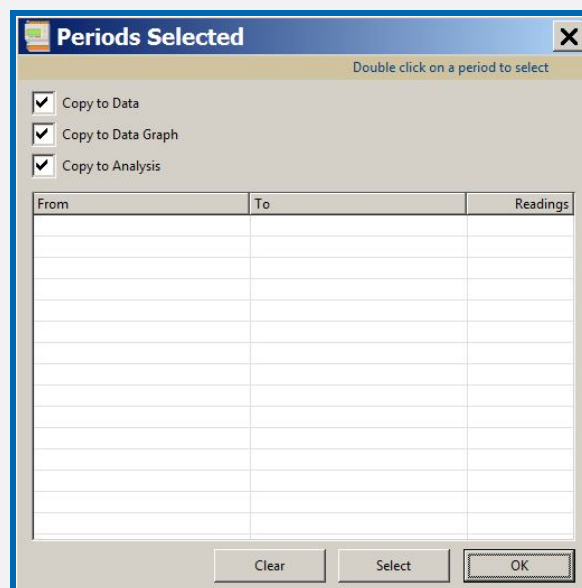 Periods Selected
Double click on a period to select
Copy to Data
Copy to Data Graph
Copy to Analysis
From To Readings
Clear Select OK